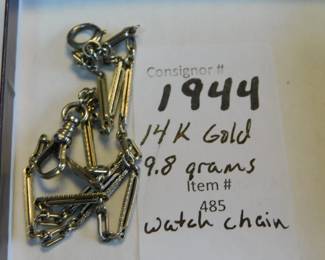 Consignor #
1944
14K Gold
9.8 grams
Item #
485
watch chain